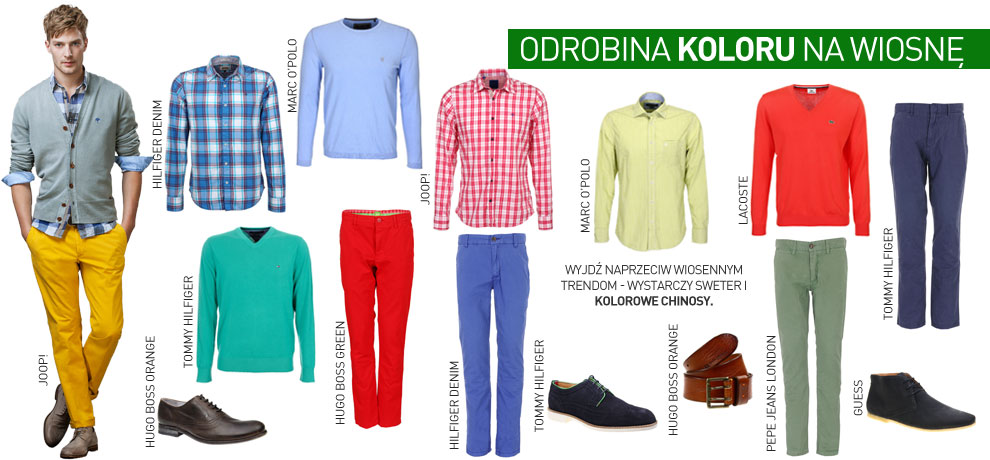 ODROBINA KOLORU NA WIOSNĘ
HILFIGER DENIM
MARC O'POLO
JOOP!
MARC O'POLO
LACOSTE
TOMMY HILFIGER
WYJDŹ NAPRZECIW WIOSENNYM
TRENDOM - WYSTARCZY SWETER I
KOLOROWE CHINOSY.
JOOP!
HUGO BOSS ORANGE
TOMMY HILFIGER
HUGO BOSS GREEN
HILFIGER DENIM
TOMMY HILFIGER
HUGO BOSS ORANGE
PEPE JEANS LONDON
GUESS